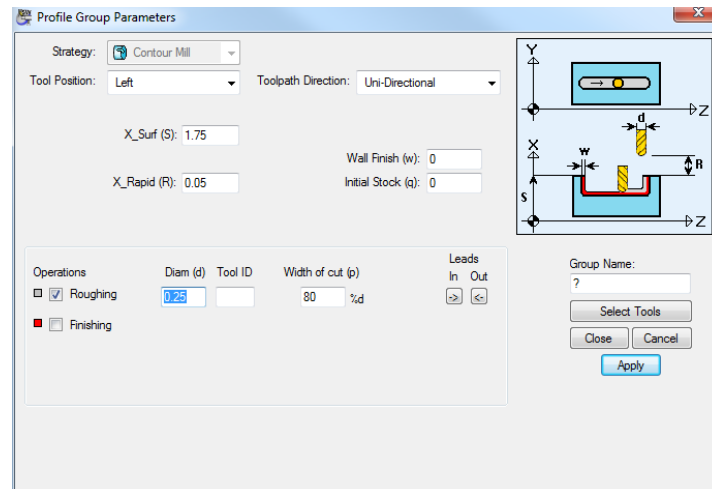 Profile Group Parameters
Strategy: Contour Mill
Tool Position: Left Toolpath Direction: Uni-Directional
X_Surf (S): 1.75
Wall Finish (w): 0
X_Rapid (R): 0.05 Initial Stock (q): 0
Y
Z
d
X
w
R
S
Z
Operations Diam (d) Tool ID Width of cut (p) Leads
In Out
Roughing 0.25 80 %d -> <-
Finishing
Group Name:
?
Select Tools
Close Cancel
Apply